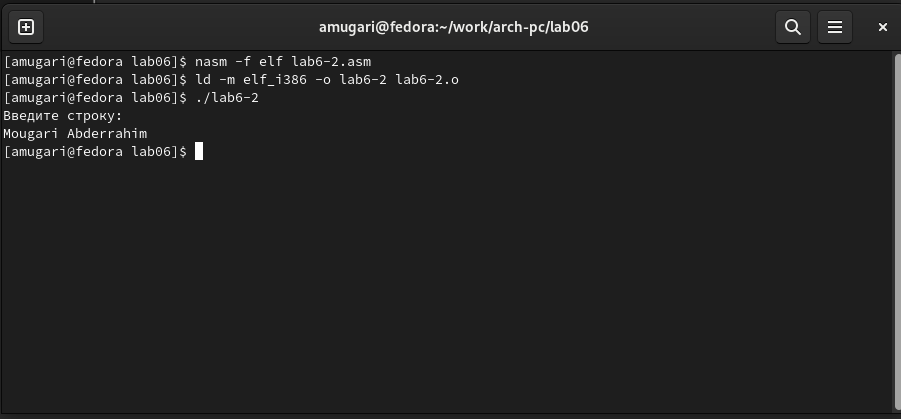 amugari@fedora:~/work/arch-pc/lab06
[amugari@fedora lab06]$ nasm -f elf lab6-2.asm
[amugari@fedora lab06]$ ld -m elf_i386 -o lab6-2 lab6-2.o
[amugari@fedora lab06]$ ./lab6-2
Введите строку:
Mougari Abderrahim
[amugari@fedora lab06]$